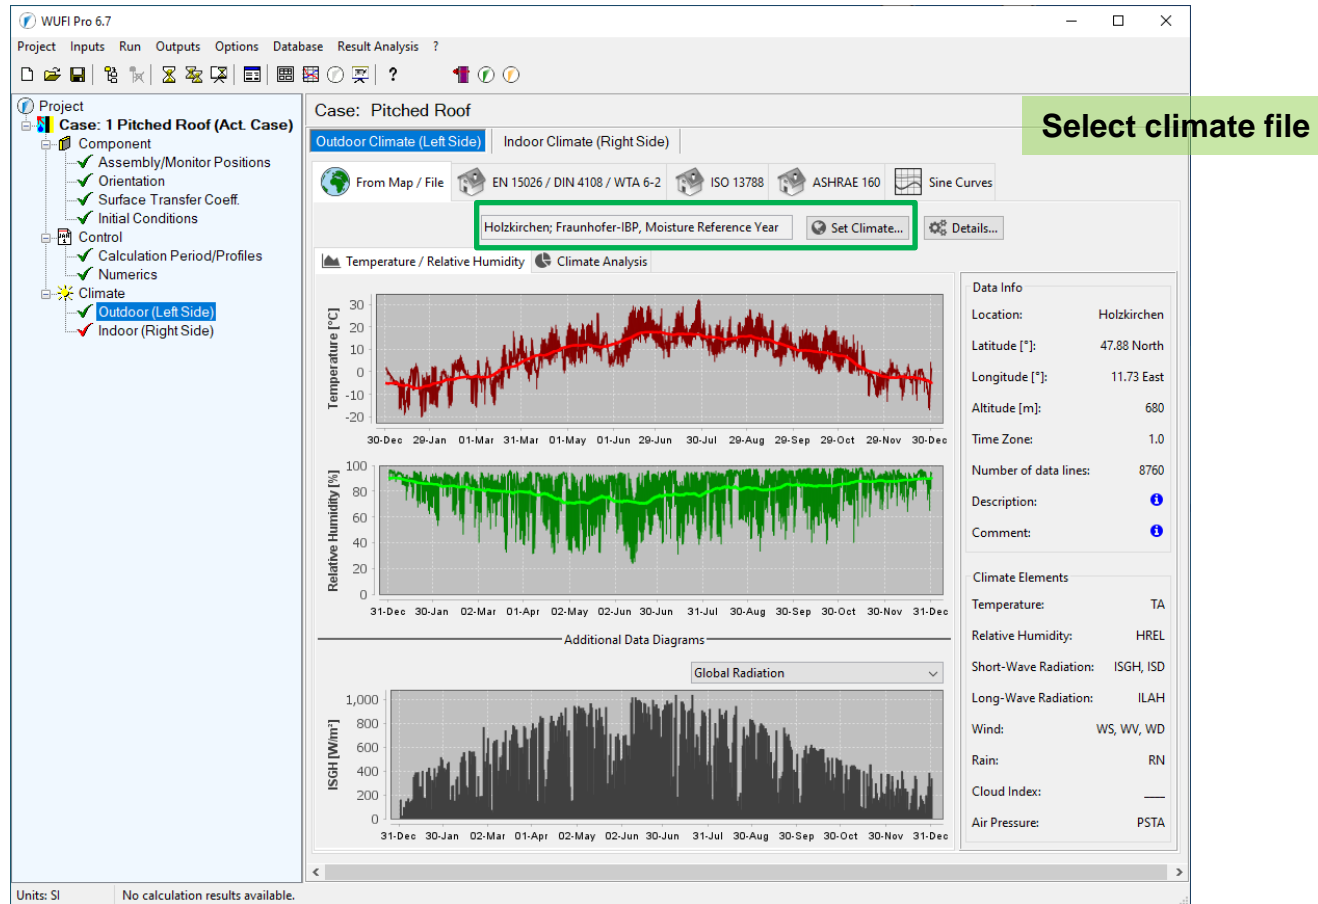 WUFI Pro 6.7
Project Inputs Run Outputs Options Database Result Analysis ?
?
Project
Case: 1 Pitched Roof (Act. Case)
Component
Assembly/Monitor Positions
Orientation
Surface Transfer Coeff.
Initial Conditions
Control
Calculation Period/Profiles
Numerics
Climate
Outdoor (Left Side)
Indoor (Right Side)
Case: Pitched Roof
Select climate file
Outdoor Climate (Left Side) Indoor Climate (Right Side)
From Map / File EN 15026 / DIN 4108 / WTA 6-2 ISO 13788 ASHRAE 160 Sine Curves
Holzkirchen; Fraunhofer-IBP, Moisture Reference Year Set Climate... Details...
Temperature / Relative Humidity Climate Analysis
Temperature [°C]
30
20
10
0
-10
-20
30-Dec 29-Jan 01-Mar 31-Mar 01-May 01-Jun 29-Jun 30-Jul 29-Aug 29-Sep 29-Oct 29-Nov 30-Dec
Relative Humidity [%]
100
80
60
40
20
0
31-Dec 30-Jan 02-Mar 01-Apr 02-May 02-Jun 30-Jun 31-Jul 30-Aug 30-Sep 30-Oct 30-Nov 31-Dec
Additional Data Diagrams
Global Radiation
ISGH [W/m²]
1,000
800
600
400
200
0
31-Dec 30-Jan 02-Mar 01-Apr 02-May 02-Jun 30-Jun 31-Jul 30-Aug 30-Sep 30-Oct 30-Nov 31-Dec
Data Info
Location: Holzkirchen
Latitude [°]: 47.88 North
Longitude [°]: 11.73 East
Altitude [m]: 680
Time Zone: 1.0
Number of data lines: 8760
Description:
Comment:
Climate Elements
Temperature: TA
Relative Humidity: HREL
Short-Wave Radiation: ISGH, ISD
Long-Wave Radiation: ILAH
Wind: WS, WV, WD
Rain: RN
Cloud Index: ___
Air Pressure: PSTA
Units: SI No calculation results available.